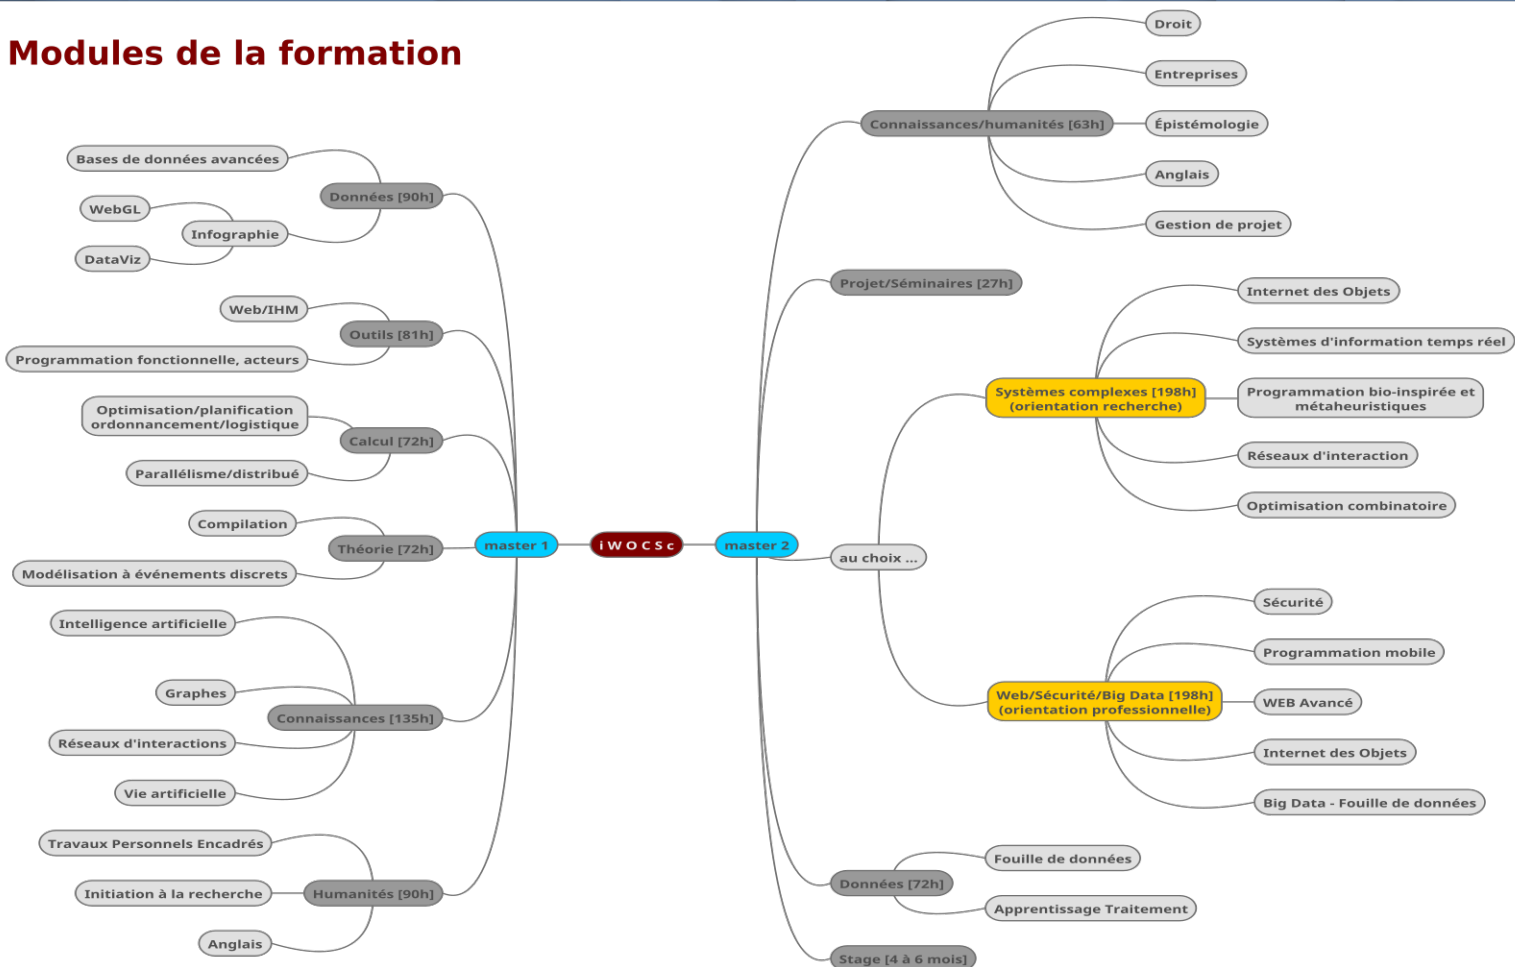 Modules de la formation
Bases de données avancées
Données [90h]
WebGL
Infographie
DataViz
Web/IHM
Outils [81h]
Programmation fonctionnelle, acteurs
Optimisation/planification
ordonnancement/logistique
Calcul [72h]
Parallélisme/distribué
Compilation
Théorie [72h]
Modélisation à événements discrets
Intelligence artificielle
Graphes
Connaissances [135h]
Réseaux d'interactions
Vie artificielle
Travaux Personnels Encadrés
Initiation à la recherche
Humanités [90h]
Anglais
master 1
i W O C S c
master 2
Connaissances/humanités [63h]
Droit
Entreprises
Épistémologie
Anglais
Gestion de projet
Projet/Séminaires [27h]
au choix ...
Systèmes complexes [198h]
(orientation recherche)
Internet des Objets
Systèmes d'information temps réel
Programmation bio-inspirée et
métaheuristiques
Réseaux d'interaction
Optimisation combinatoire
Web/Sécurité/Big Data [198h]
(orientation professionnelle)
Sécurité
Programmation mobile
WEB Avancé
Internet des Objets
Big Data - Fouille de données
Données [72h]
Fouille de données
Apprentissage Traitement
Stage [4 à 6 mois]